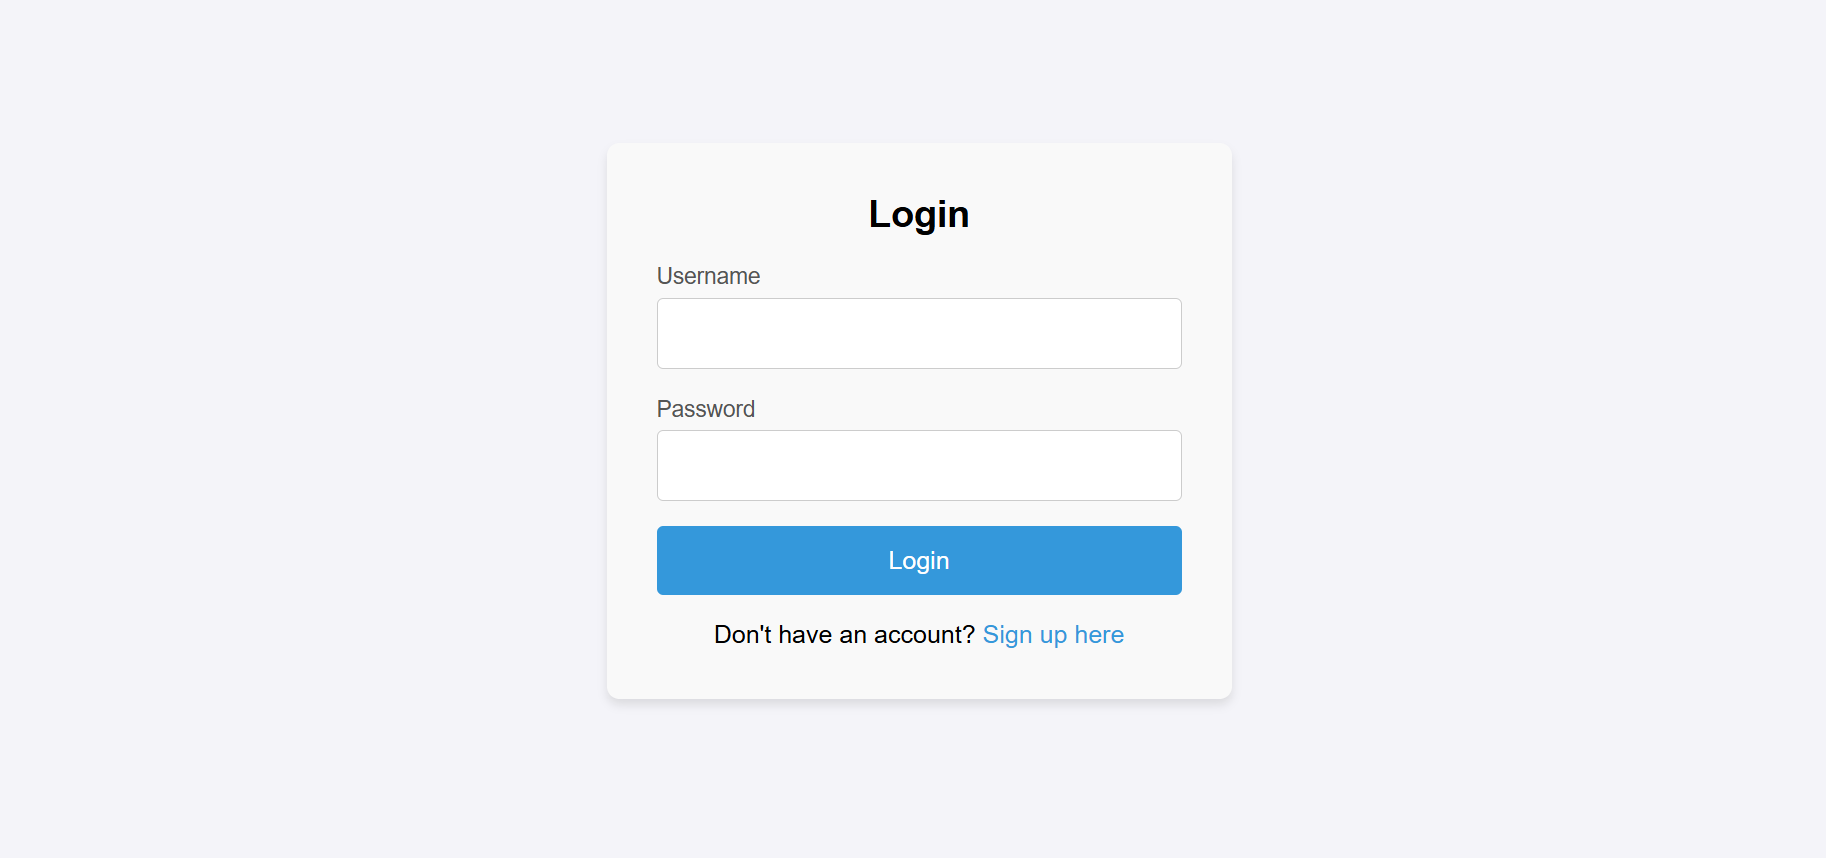 Login
Username
Password
Login
Don't have an account? Sign up here